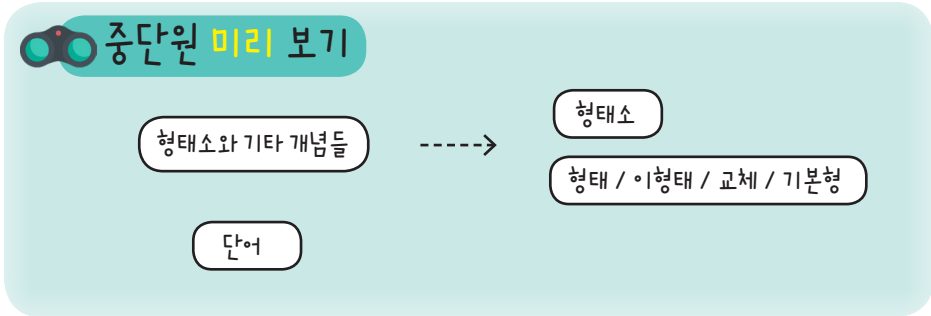 중단원 미리 보기
형태소와 기타 개념들
형태소
형태 / 이형태 / 교체 / 기본형
단어